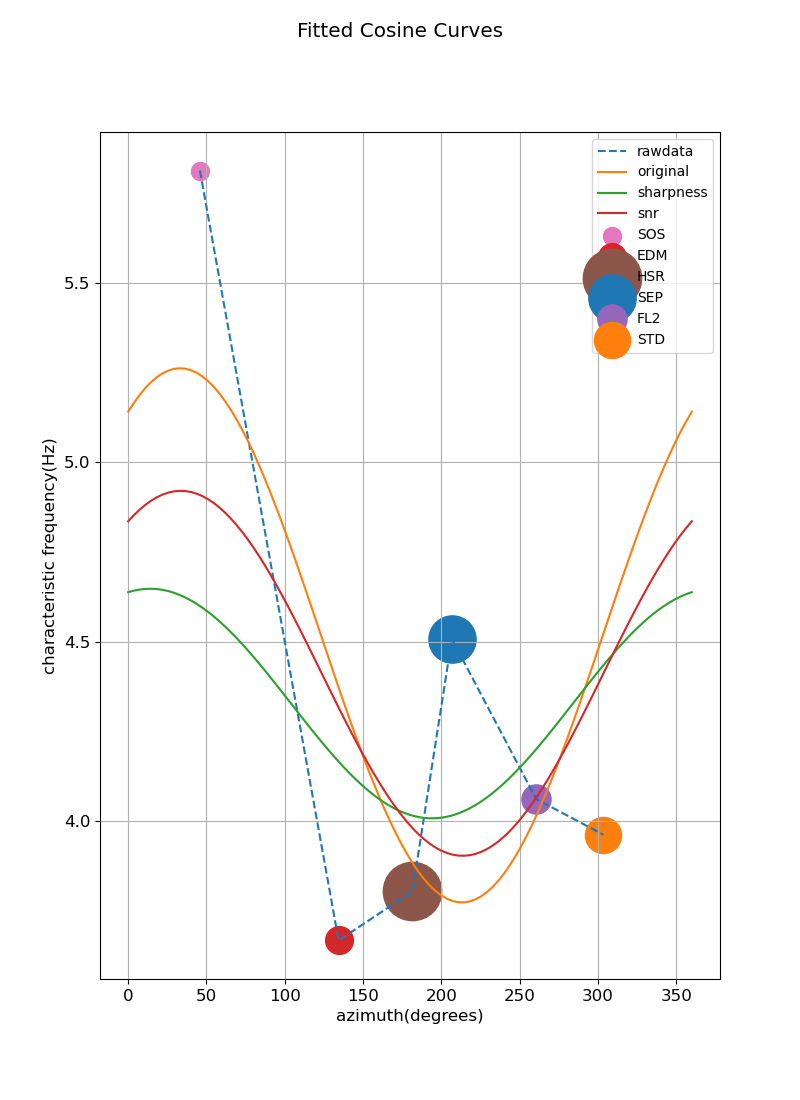 Fitted Cosine Curves
rawdata
original
sharpness
snr
SOS
EDM
HSR
SEP
FL2
STD
characteristic frequency(Hz)
5.5
5.0
4.5
4.0
0 50 100 150 200 250 300 350
azimuth(degrees)